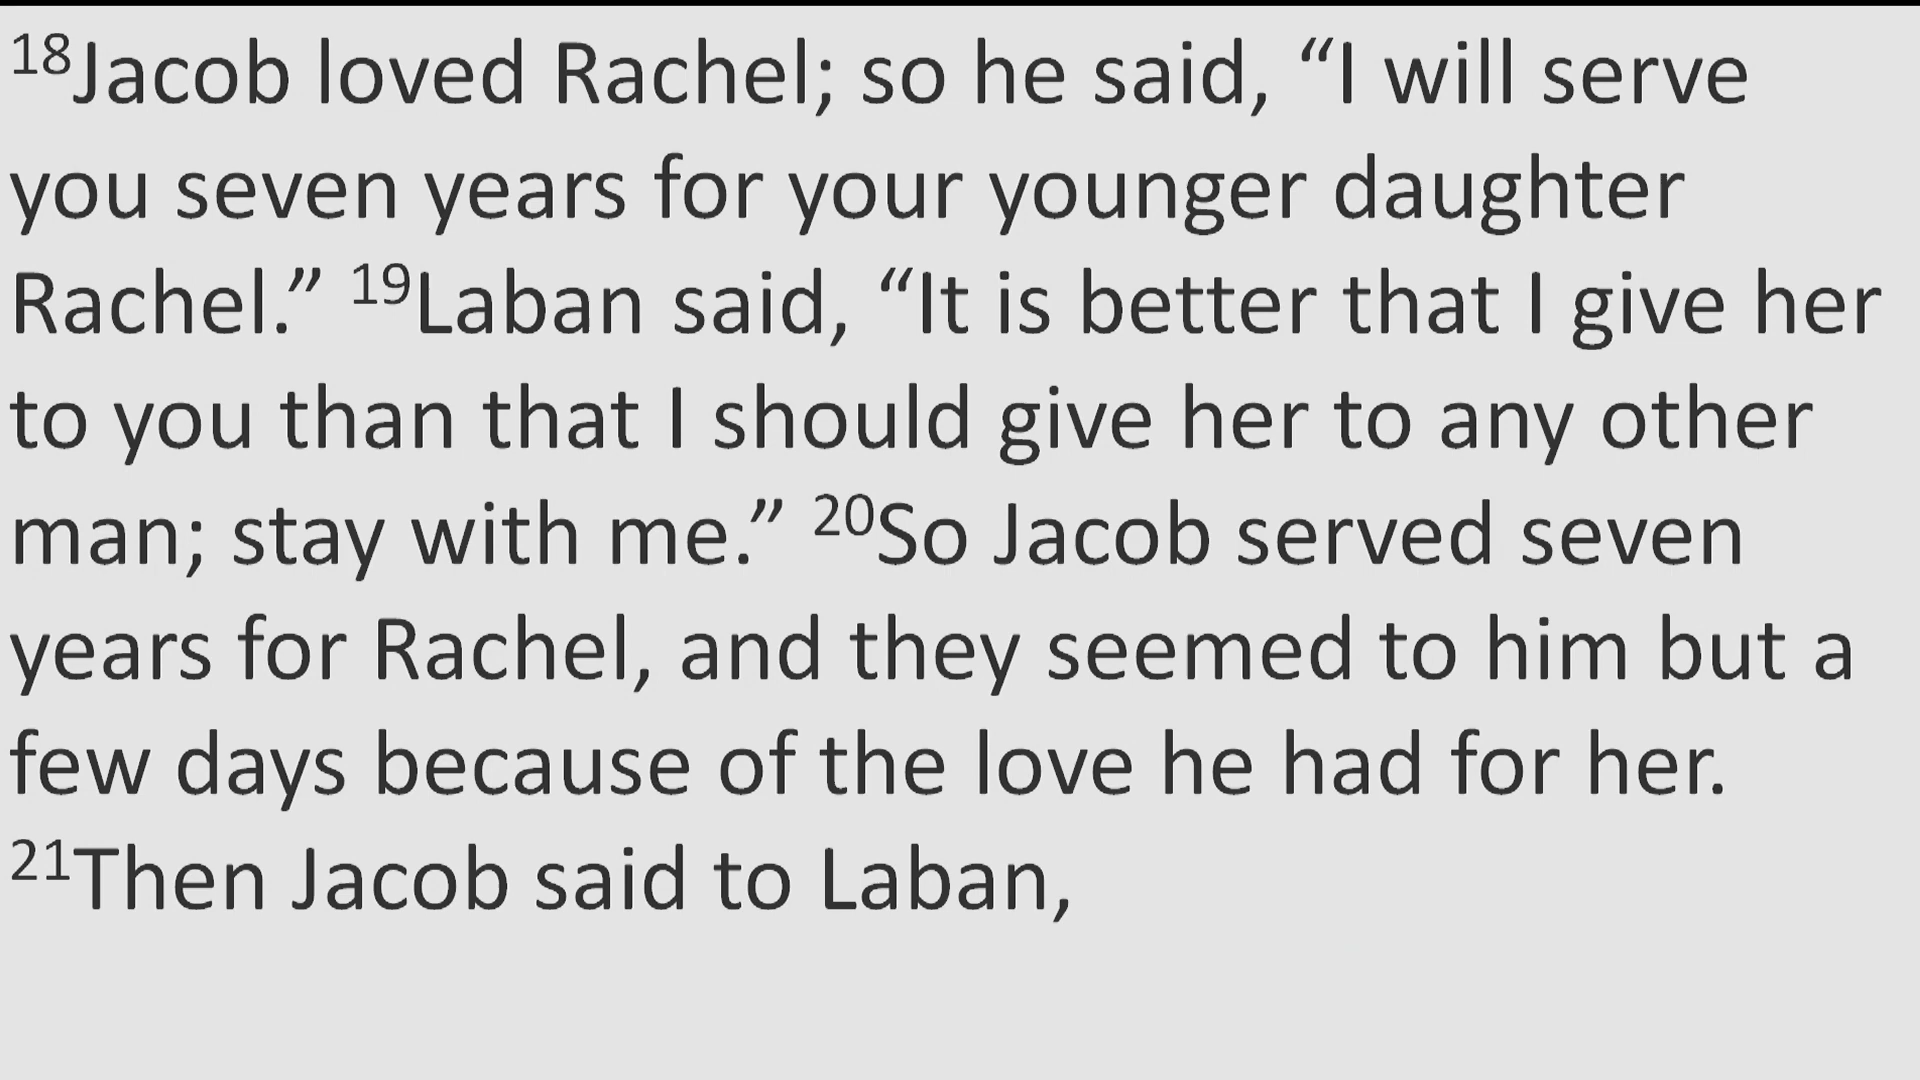 18Jacob loved Rachel; so he said, “I will serve
you seven years for your younger daughter
Rachel.” 19Laban said, “It is better that I give her
to you than that I should give her to any other
man; stay with me.” 20So Jacob served seven
years for Rachel, and they seemed to him but a
few days because of the love he had for her.
21Then Jacob said to Laban,